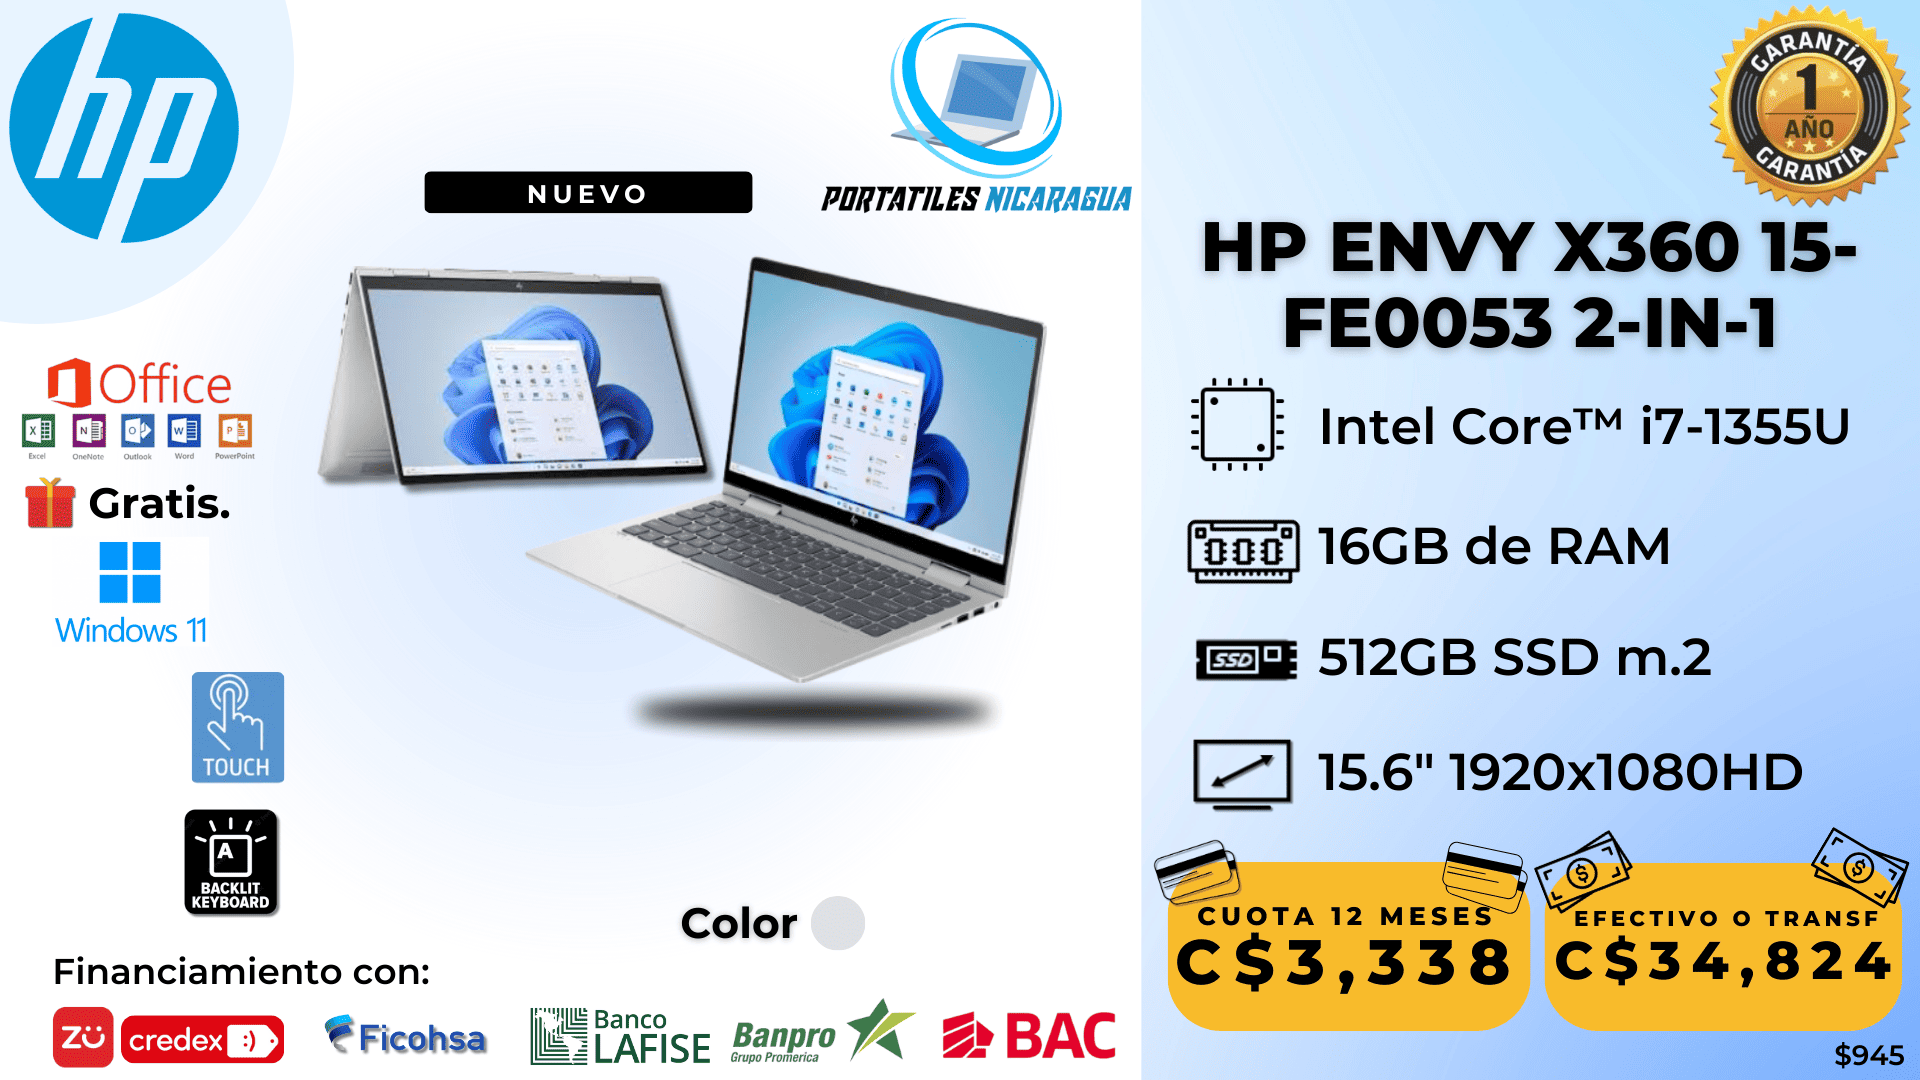 hp
NUEVO
PORTATILES NICARAGUA
GARANTÍA
1
AÑO
GARANTÍA
HP ENVY X360 15-
FE0053 2-IN-1
Intel Core™ i7-1355U
16GB de RAM
SSD
512GB SSD m.2
15.6" 1920x1080HD
Office
Excel OneNote Outlook Word PowerPoint
Gratis.
Windows 11
TOUCH
A
BACKLIT
KEYBOARD
Color
Financiamiento con:
zū
credex :)
Ficohsa
Banco
LAFISE
Banpro
Grupo Promerica
BAC
CUOTA 12 MESES
C$3,338
EFECTIVO O TRANSF
C$34,824
$945